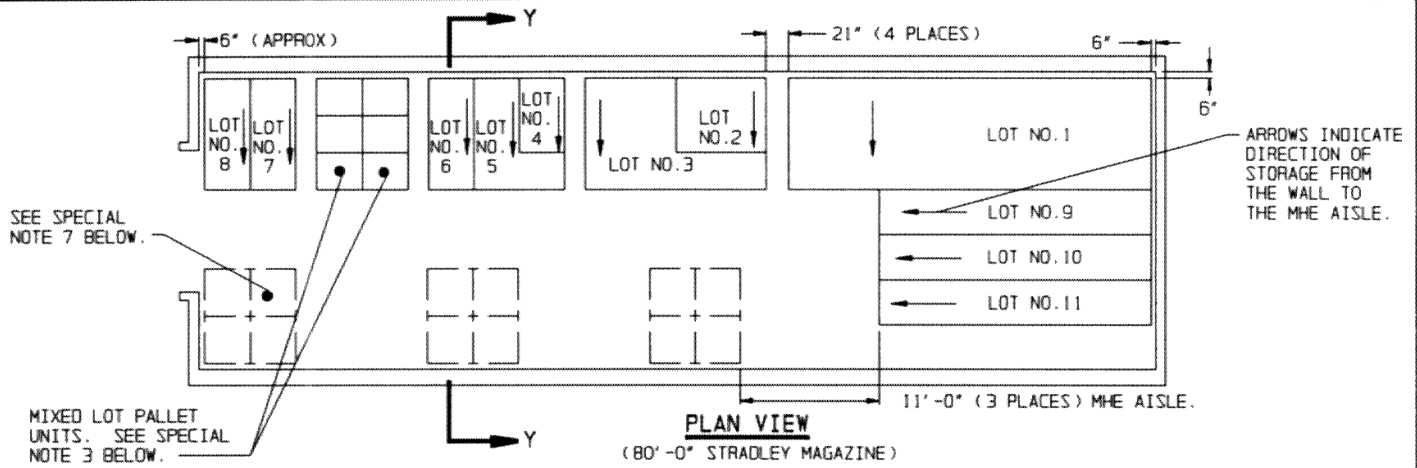 Y
6" (APPROX)
21" (4 PLACES)
6"
6"
LOT NO. 8
LOT NO. 7
LOT NO. 6
LOT NO. 5
LOT NO. 4
LOT NO.2
LOT NO.3
LOT NO.1
ARROWS INDICATE
DIRECTION OF
STORAGE FROM
THE WALL TO
THE MHE AISLE.
LOT NO.9
LOT NO.10
LOT NO.11
SEE SPECIAL
NOTE 7 BELOW.
MIXED LOT PALLET
UNITS. SEE SPECIAL
NOTE 3 BELOW.
11'-0" (3 PLACES) MHE AISLE.
Y
PLAN VIEW
(80'-0" STRADLEY MAGAZINE)